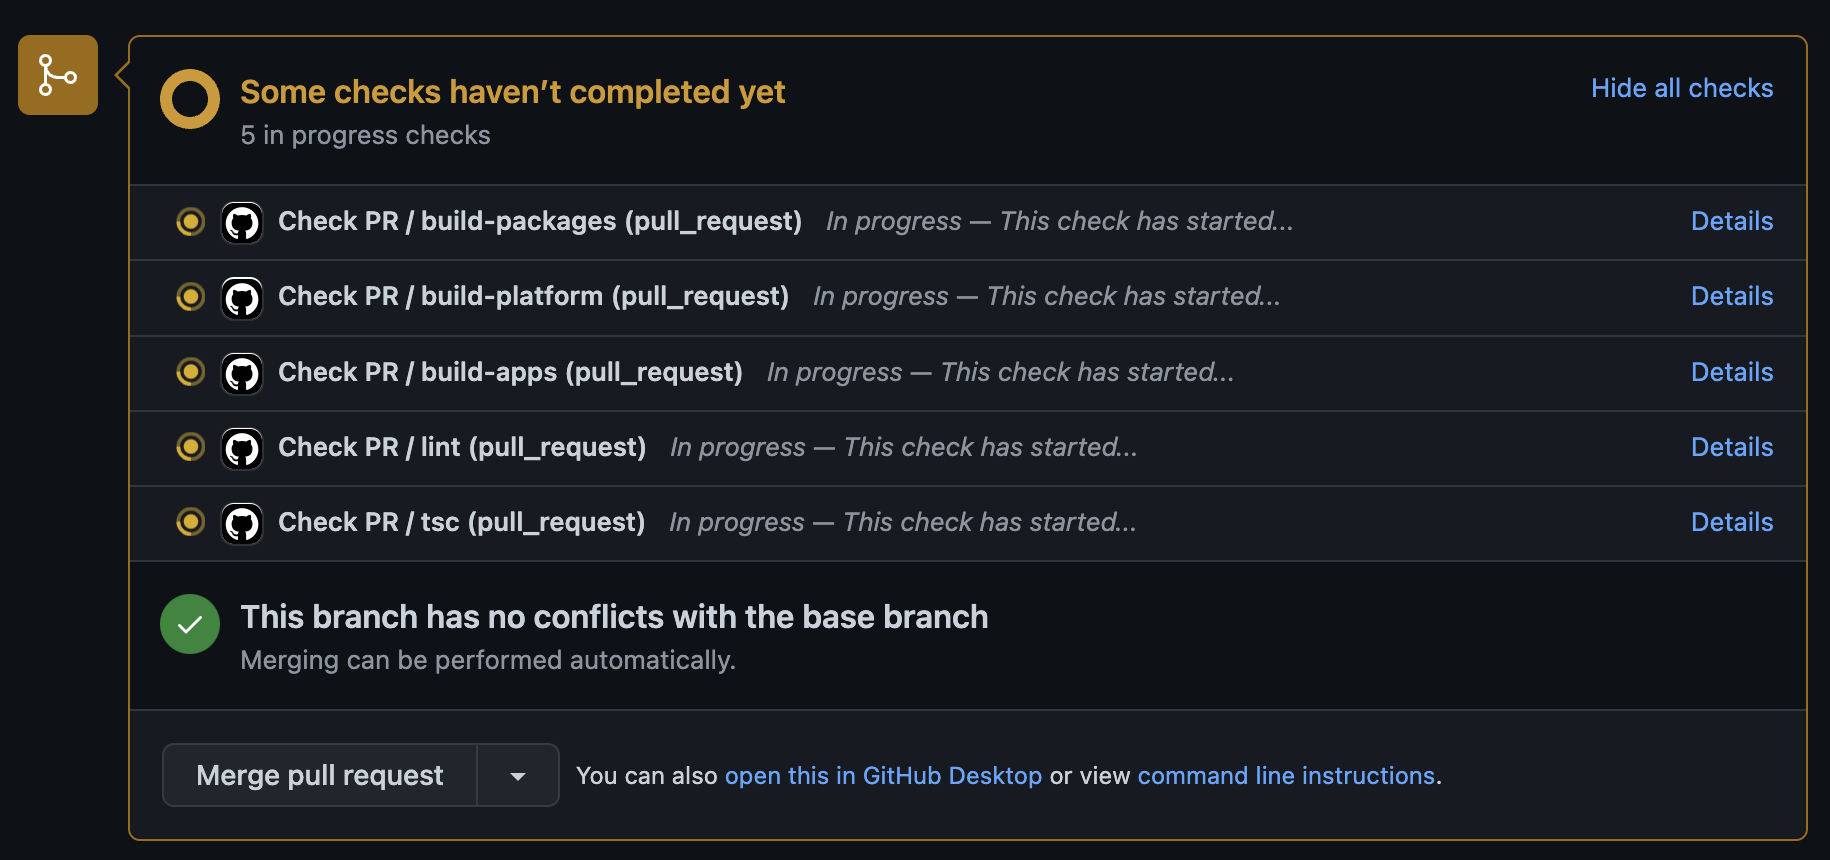 Some checks haven’t completed yet
Hide all checks
5 in progress checks
Check PR / build-packages (pull_request) In progress — This check has started... Details
Check PR / build-platform (pull_request) In progress — This check has started... Details
Check PR / build-apps (pull_request) In progress — This check has started... Details
Check PR / lint (pull_request) In progress — This check has started... Details
Check PR / tsc (pull_request) In progress — This check has started... Details
This branch has no conflicts with the base branch
Merging can be performed automatically.
Merge pull request You can also open this in GitHub Desktop or view command line instructions.